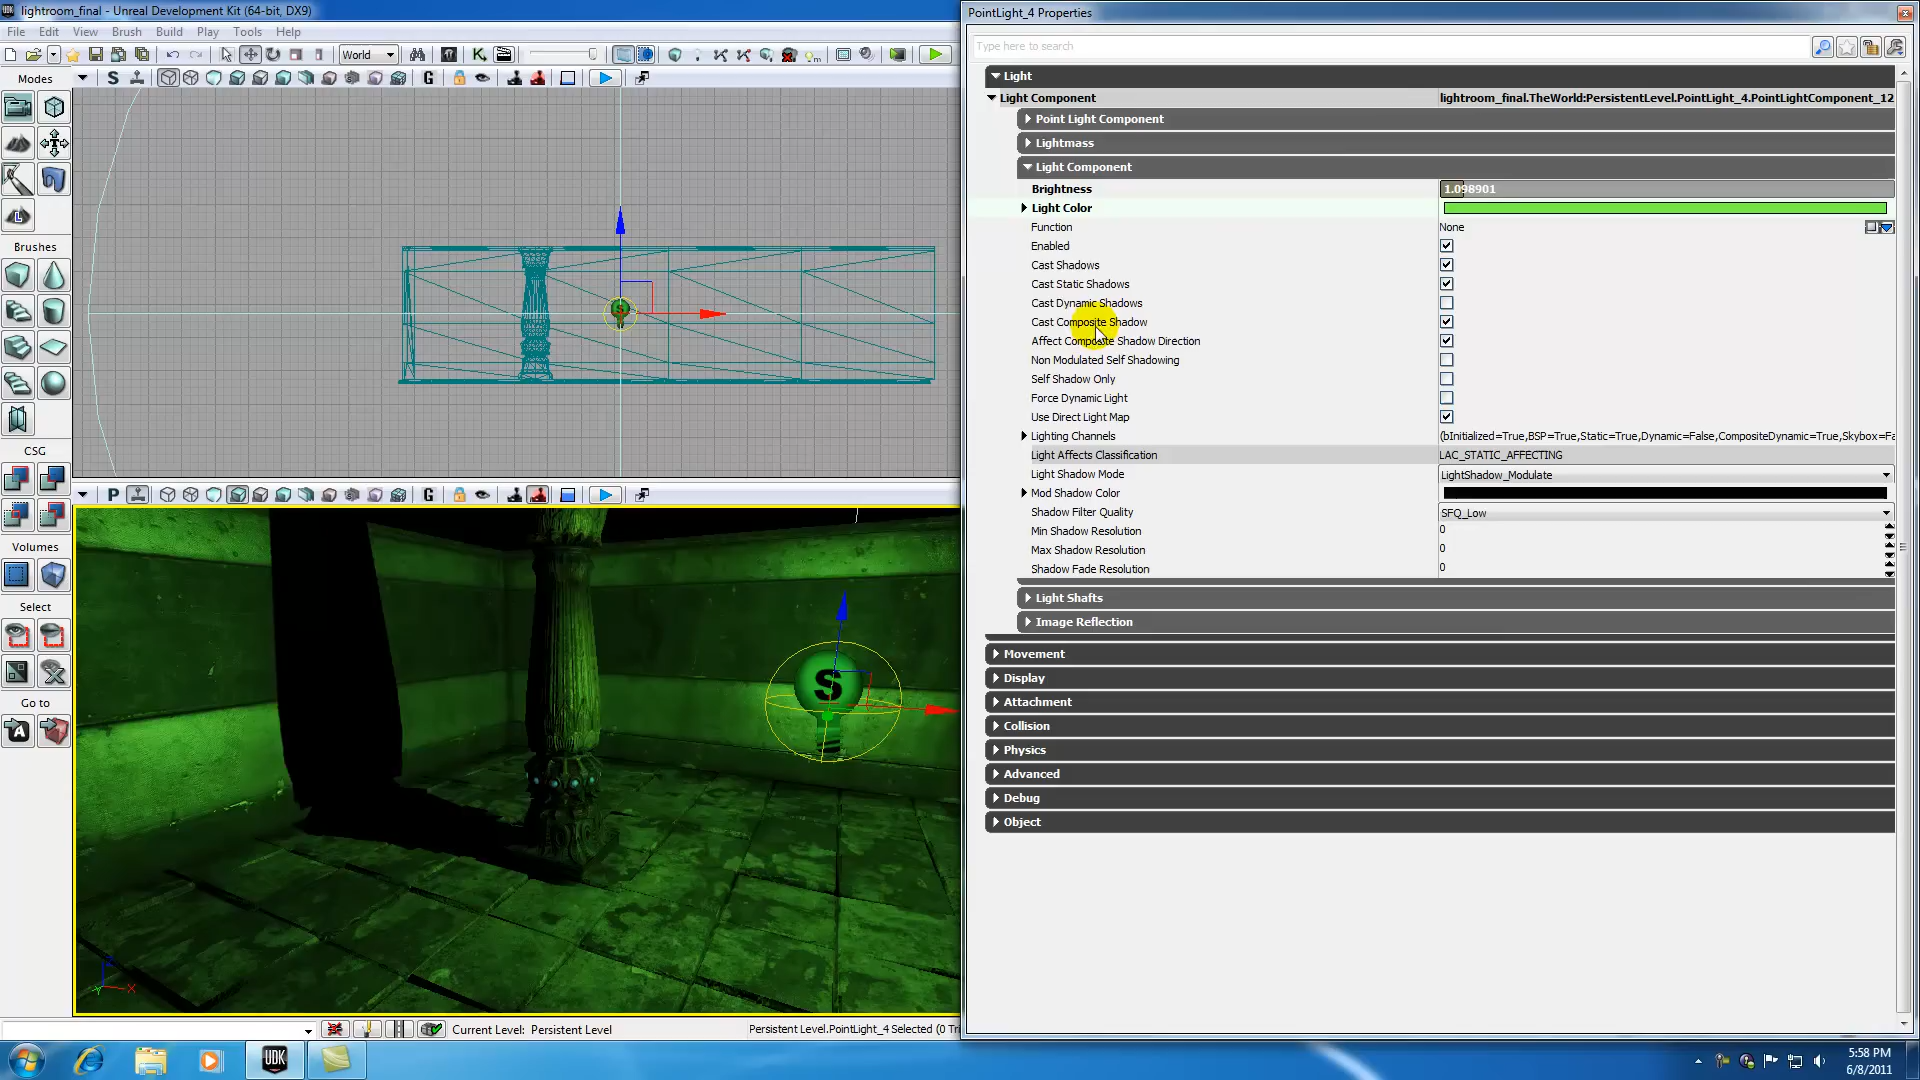 lightroom_final - Unreal Development Kit (64-bit, DX9)
File Edit View Brush Build Play Tools Help
World
Modes
S
G
Brushes
CSG
Volumes
Select
Go to
P
G
S
Z
Y X
Current Level: Persistent Level
Persistent Level.PointLight_4 Selected (0 Tri
PointLight_4 Properties
Type here to search
Light
Light Component lightroom_final.TheWorld:PersistentLevel.PointLight_4.PointLightComponent_12
Point Light Component
Lightmass
Light Component
Brightness 1.098901
Light Color
Function None
Enabled
Cast Shadows
Cast Static Shadows
Cast Dynamic Shadows
Cast Composite Shadow
Affect Composite Shadow Direction
Non Modulated Self Shadowing
Self Shadow Only
Force Dynamic Light
Use Direct Light Map
Lighting Channels (bInitialized=True,BSP=True,Static=True,Dynamic=False,CompositeDynamic=True,Skybox=Fa
Light Affects Classification LAC_STATIC_AFFECTING
Light Shadow Mode LightShadow_Modulate
Mod Shadow Color
Shadow Filter Quality SFQ_Low
Min Shadow Resolution 0
Max Shadow Resolution 0
Shadow Fade Resolution 0
Light Shafts
Image Reflection
Movement
Display
Attachment
Collision
Physics
Advanced
Debug
Object
UDK
5:58 PM
6/8/2011